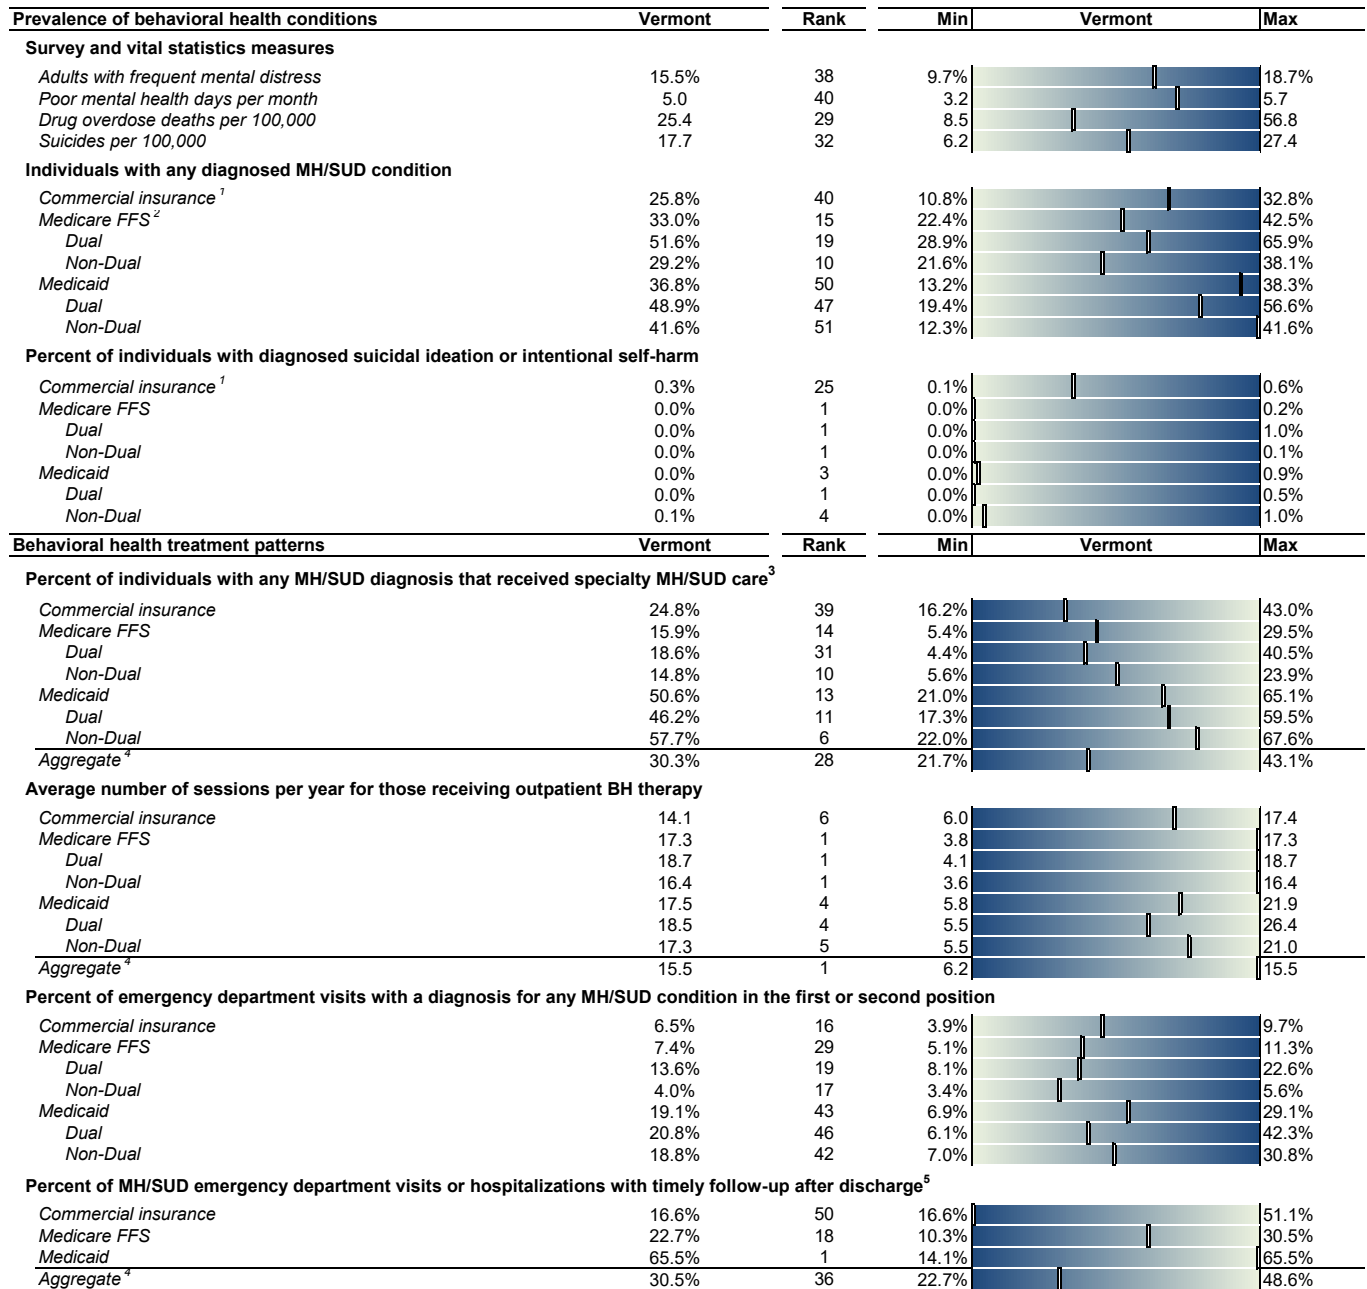 Prevalence of behavioral health conditions Vermont Rank Min Vermont Max
Survey and vital statistics measures
Adults with frequent mental distress 15.5% 38 9.7% 18.7%
Poor mental health days per month 5.0 40 3.2 5.7
Drug overdose deaths per 100,000 25.4 29 8.5 56.8
Suicides per 100,000 17.7 32 6.2 27.4
Individuals with any diagnosed MH/SUD condition
Commercial insurance 1 25.8% 40 10.8% 32.8%
Medicare FFS 2 33.0% 15 22.4% 42.5%
Dual 51.6% 19 28.9% 65.9%
Non-Dual 29.2% 10 21.6% 38.1%
Medicaid 36.8% 50 13.2% 38.3%
Dual 48.9% 47 19.4% 56.6%
Non-Dual 41.6% 51 12.3% 41.6%
Percent of individuals with diagnosed suicidal ideation or intentional self-harm
Commercial insurance 1 0.3% 25 0.1% 0.6%
Medicare FFS 0.0% 1 0.0% 0.2%
Dual 0.0% 1 0.0% 1.0%
Non-Dual 0.0% 1 0.0% 0.1%
Medicaid 0.0% 3 0.0% 0.9%
Dual 0.0% 1 0.0% 0.5%
Non-Dual 0.1% 4 0.0% 1.0%
Behavioral health treatment patterns Vermont Rank Min Vermont Max
Percent of individuals with any MH/SUD diagnosis that received specialty MH/SUD care3
Commercial insurance 24.8% 39 16.2% 43.0%
Medicare FFS 15.9% 14 5.4% 29.5%
Dual 18.6% 31 4.4% 40.5%
Non-Dual 14.8% 10 5.6% 23.9%
Medicaid 50.6% 13 21.0% 65.1%
Dual 46.2% 11 17.3% 59.5%
Non-Dual 57.7% 6 22.0% 67.6%
Aggregate 4 30.3% 28 21.7% 43.1%
Average number of sessions per year for those receiving outpatient BH therapy
Commercial insurance 14.1 6 6.0 17.4
Medicare FFS 17.3 1 3.8 17.3
Dual 18.7 1 4.1 18.7
Non-Dual 16.4 1 3.6 16.4
Medicaid 17.5 4 5.8 21.9
Dual 18.5 4 5.5 26.4
Non-Dual 17.3 5 5.5 21.0
Aggregate 4 15.5 1 6.2 15.5
Percent of emergency department visits with a diagnosis for any MH/SUD condition in the first or second position
Commercial insurance 6.5% 16 3.9% 9.7%
Medicare FFS 7.4% 29 5.1% 11.3%
Dual 13.6% 19 8.1% 22.6%
Non-Dual 4.0% 17 3.4% 5.6%
Medicaid 19.1% 43 6.9% 29.1%
Dual 20.8% 46 6.1% 42.3%
Non-Dual 18.8% 42 7.0% 30.8%
Percent of MH/SUD emergency department visits or hospitalizations with timely follow-up after discharge5
Commercial insurance 16.6% 50 16.6% 51.1%
Medicare FFS 22.7% 18 10.3% 30.5%
Medicaid 65.5% 1 14.1% 65.5%
Aggregate 4 30.5% 36 22.7% 48.6%